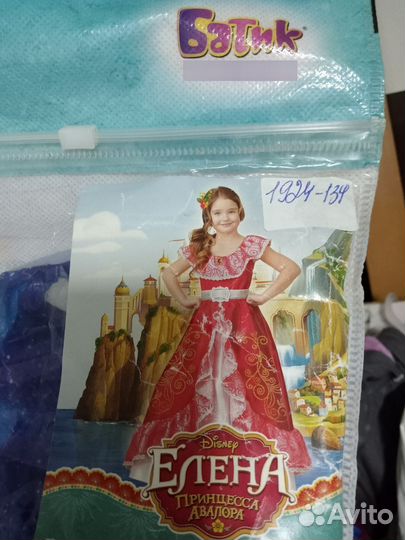 Батик
1924-134
Disney
ЕЛЕНА
ПРИНЦЕССА
АВАЛОРА
Avito